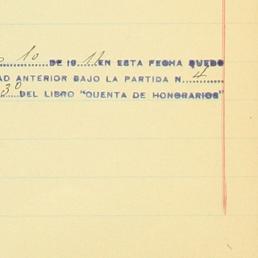 10 DE 19 12 EN ESTA FECHA QUEDO
AD ANTERIOR BAJO LA PARTIDA N. 4
30 DEL LIBRO "CUENTA DE HONORARIOS"